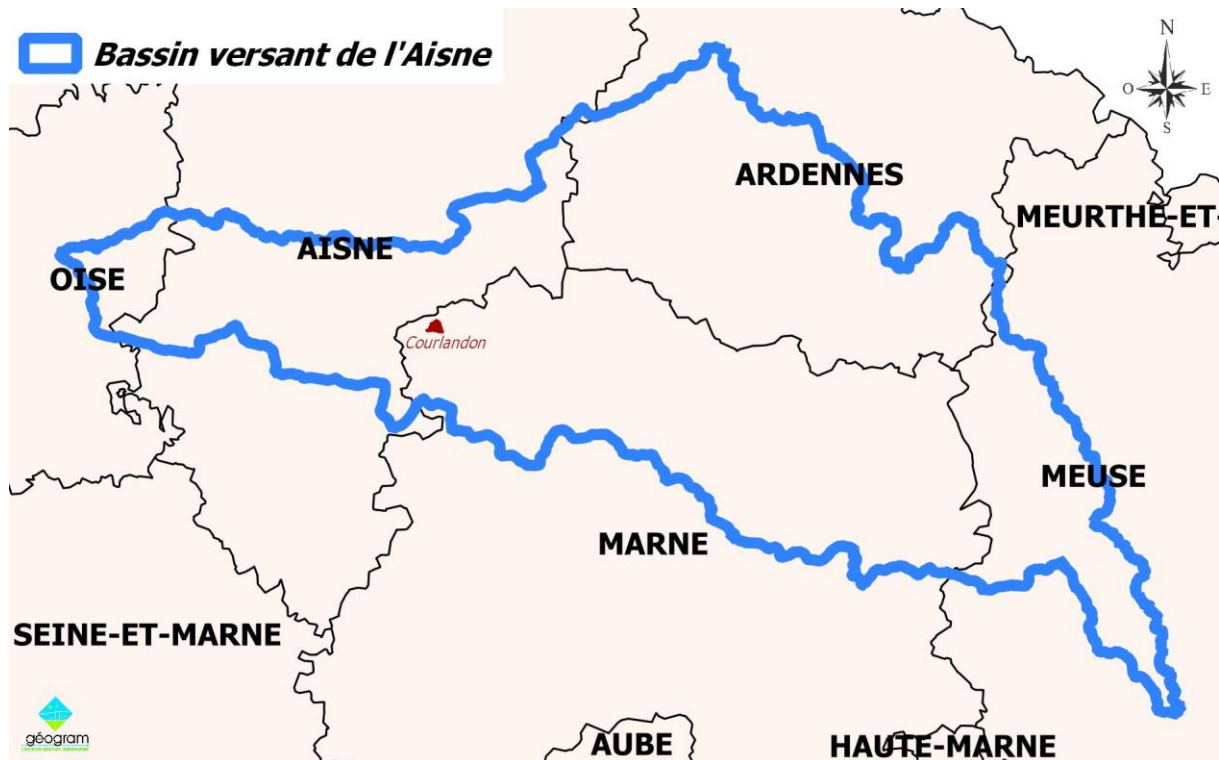 Bassin versant de l'Aisne
N
O E
S
ARDENNES
MEURTHE-ET-
AISNE
OISE
Courlandon
MEUSE
MARNE
SEINE-ET-MARNE
géogram
AUBE
HAUTE-MARNE